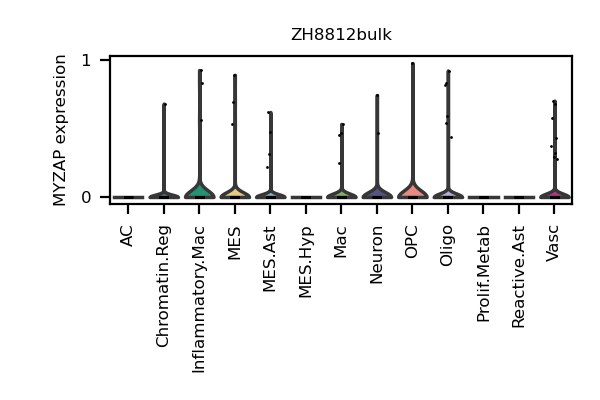 ZH8812bulk
MYZAP expression
1
0
AC
Chromatin.Reg
Inflammatory.Mac
MES
MES.Ast
MES.Hyp
Mac
Neuron
OPC
Oligo
Prolif.Metab
Reactive.Ast
Vasc